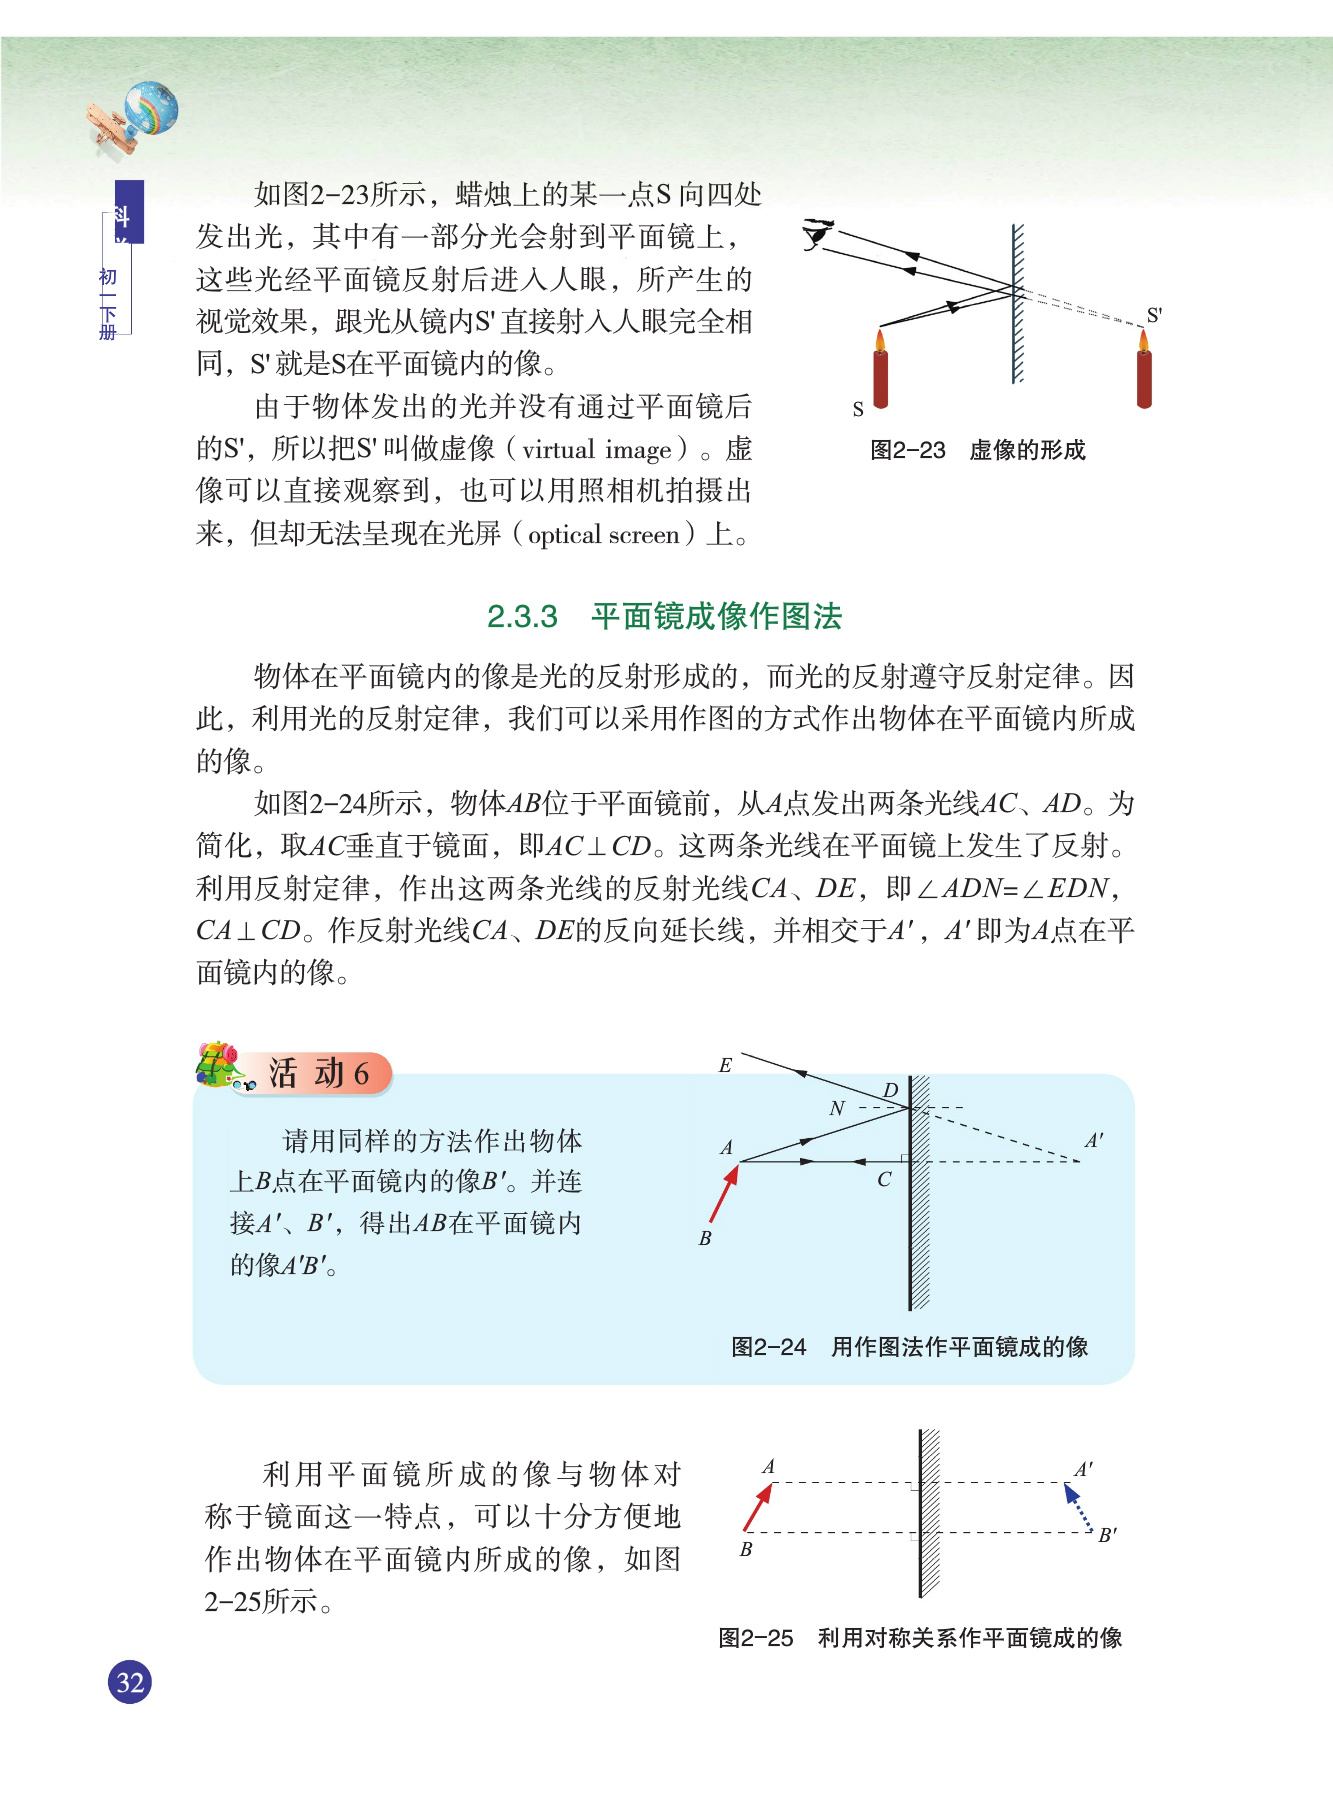 科
初一下册
如图2-23所示，蜡烛上的某一点S 向四处
发出光，其中有一部分光会射到平面镜上，
这些光经平面镜反射后进入人眼，所产生的
视觉效果，跟光从镜内S' 直接射入人眼完全相
同，S' 就是S在平面镜内的像。
由于物体发出的光并没有通过平面镜后
的S'，所以把S' 叫做虚像（virtual image）。虚
像可以直接观察到，也可以用照相机拍摄出
来，但却无法呈现在光屏（optical screen）上。
S'
S
图2-23 虚像的形成
2.3.3 平面镜成像作图法
物体在平面镜内的像是光的反射形成的，而光的反射遵守反射定律。因
此，利用光的反射定律，我们可以采用作图的方式作出物体在平面镜内所成
的像。
如图2-24所示，物体AB位于平面镜前，从A点发出两条光线AC、AD。为
简化，取AC垂直于镜面，即AC⊥CD。这两条光线在平面镜上发生了反射。
利用反射定律，作出这两条光线的反射光线CA、DE，即∠ADN=∠EDN，
CA⊥CD。作反射光线CA、DE的反向延长线，并相交于A′，A′即为A点在平
面镜内的像。
活 动 6
请用同样的方法作出物体
上B点在平面镜内的像B′。并连
接A′、B′，得出AB在平面镜内
的像A′B′。
E
D
N
A
A′
C
B
图2-24 用作图法作平面镜成的像
利用平面镜所成的像与物体对
称于镜面这一特点，可以十分方便地
作出物体在平面镜内所成的像，如图
2-25所示。
A
A′
B
B′
图2-25 利用对称关系作平面镜成的像
32